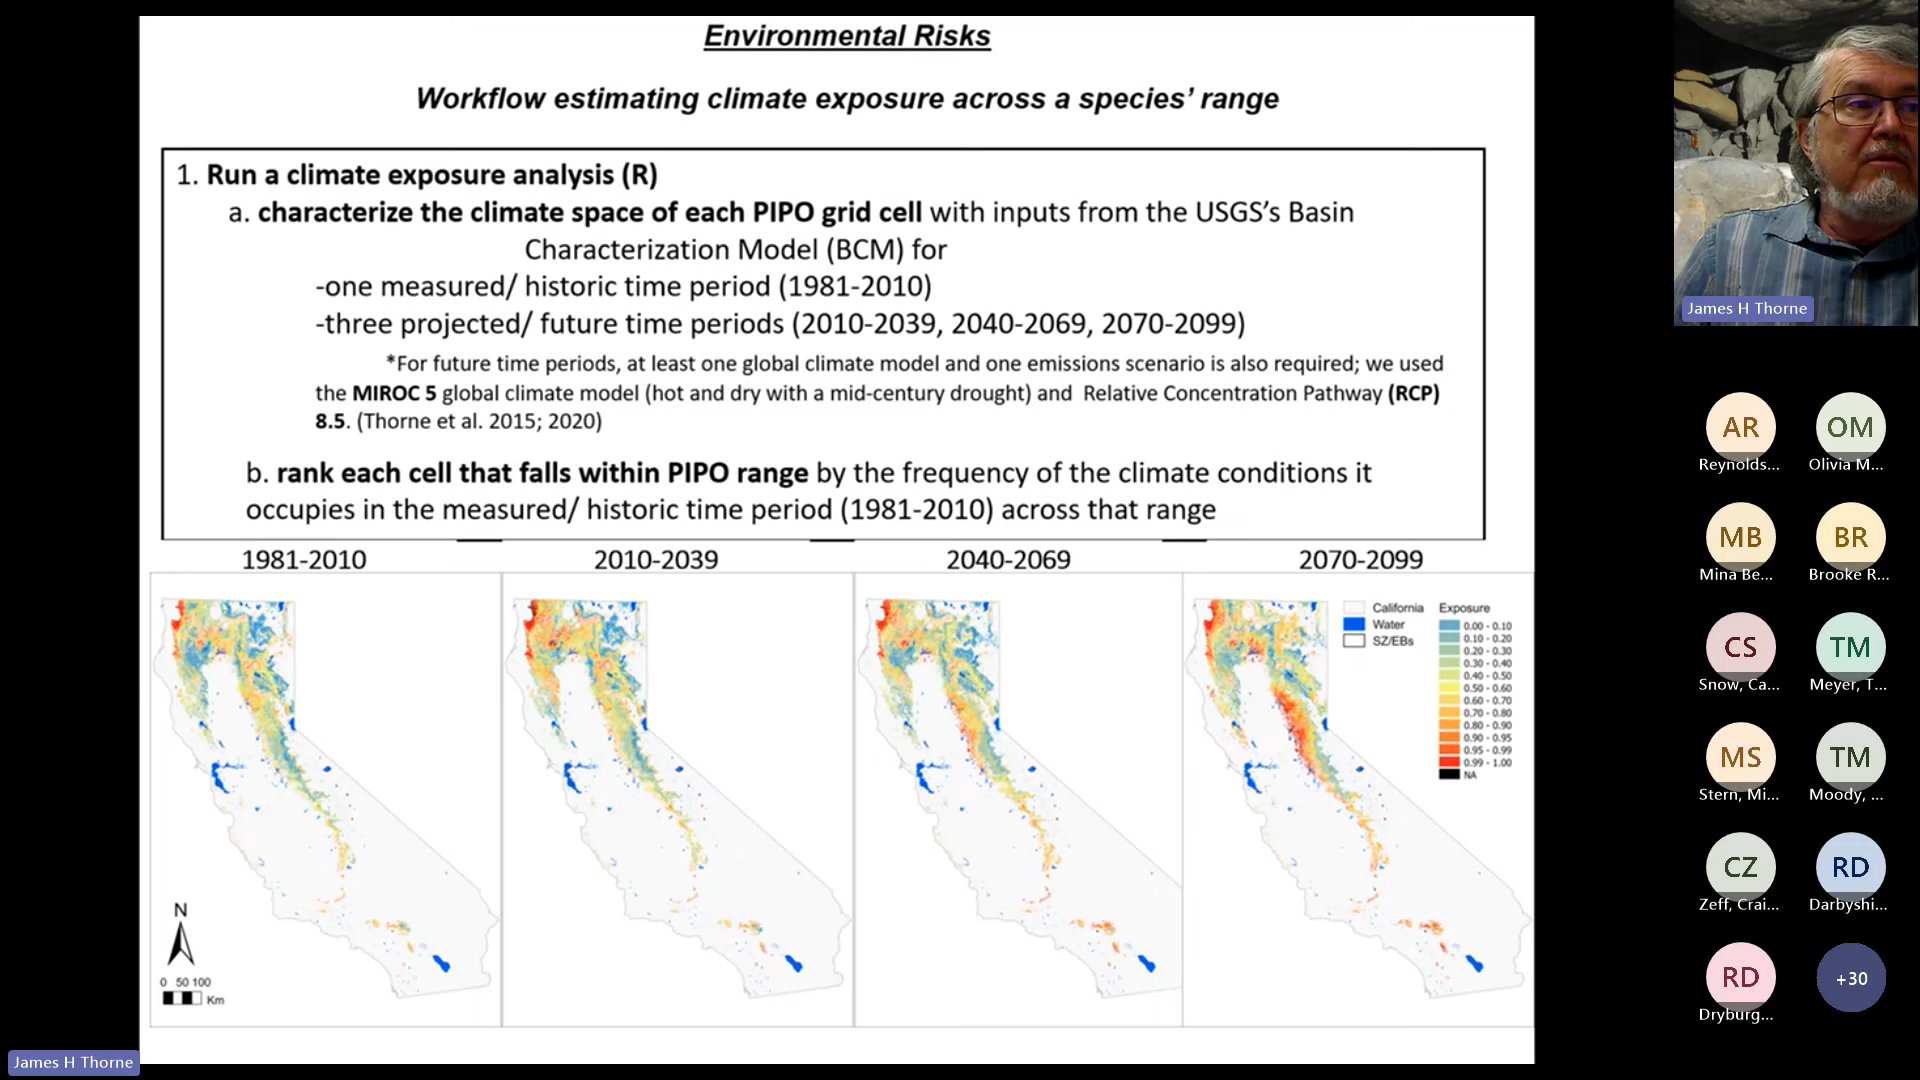 Environmental Risks
Workflow estimating climate exposure across a species’ range
1. Run a climate exposure analysis (R)
a. characterize the climate space of each PIPO grid cell with inputs from the USGS’s Basin
Characterization Model (BCM) for
-one measured/ historic time period (1981-2010)
-three projected/ future time periods (2010-2039, 2040-2069, 2070-2099)
*For future time periods, at least one global climate model and one emissions scenario is also required; we used
the MIROC 5 global climate model (hot and dry with a mid-century drought) and Relative Concentration Pathway (RCP)
8.5. (Thorne et al. 2015; 2020)
b. rank each cell that falls within PIPO range by the frequency of the climate conditions it
occupies in the measured/ historic time period (1981-2010) across that range
1981-2010
2010-2039
2040-2069
2070-2099
California
Water
SZ/EBs
Exposure
0.00 - 0.10
0.10 - 0.20
0.20 - 0.30
0.30 - 0.40
0.40 - 0.50
0.50 - 0.60
0.60 - 0.70
0.70 - 0.80
0.80 - 0.90
0.90 - 0.95
0.95 - 0.99
0.99 - 1.00
NA
N
0 50 100
Km
James H Thorne
James H Thorne
AR
Reynolds...
OM
Olivia M...
MB
Mina Be...
BR
Brooke R...
CS
Snow, Ca...
TM
Meyer, T...
MS
Stern, Mi...
TM
Moody, ...
CZ
Zeff, Crai...
RD
Darbyshi...
RD
Dryburg...
+30